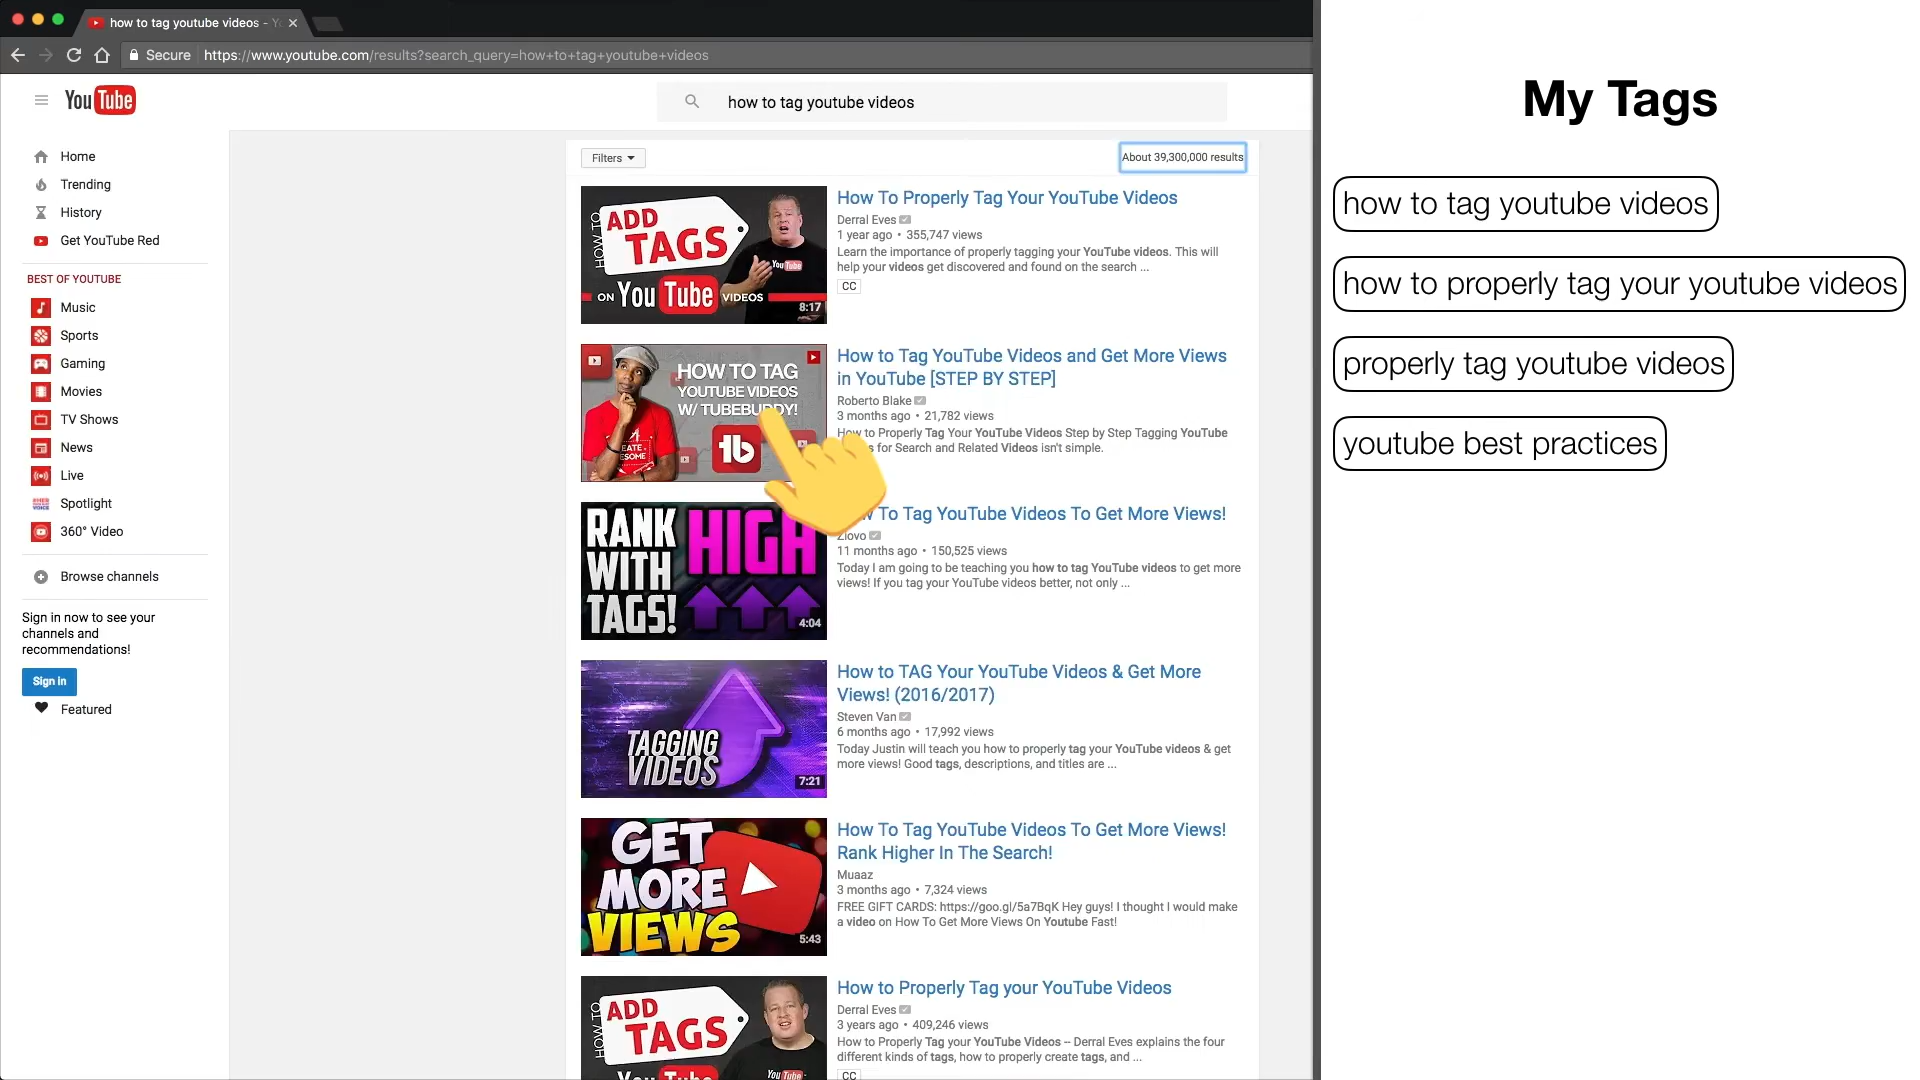 how to tag youtube videos - Y
Secure https://www.youtube.com/results?search_query=how+to+tag+youtube+videos
YouTube
how to tag youtube videos
Home
Trending
History
Get YouTube Red
BEST OF YOUTUBE
Music
Sports
Gaming
Movies
TV Shows
News
Live
Spotlight
360° Video
Browse channels
Sign in now to see your
channels and
recommendations!
Sign in
Featured
Filters
About 39,300,000 results
HOW TO
ADD
TAGS
ON YouTube VIDEOS
YouTube
8:17
How To Properly Tag Your YouTube Videos
Derral Eves
1 year ago • 355,747 views
Learn the importance of properly tagging your YouTube videos. This will
help your videos get discovered and found on the search ...
CC
HOW TO TAG
YOUTUBE VIDEOS
W/ TUBEBUDDY!
tb
How to Tag YouTube Videos and Get More Views
in YouTube [STEP BY STEP]
Roberto Blake
3 months ago • 21,782 views
How to Properly Tag Your YouTube Videos Step by Step Tagging YouTube
for Search and Related Videos isn't simple.
RANK HIGH
WITH
TAGS!
4:04
To Tag YouTube Videos To Get More Views!
Zlovo
11 months ago • 150,525 views
Today I am going to be teaching you how to tag YouTube videos to get more
views! If you tag your YouTube videos better, not only ...
TAGGING
VIDEOS
7:21
How to TAG Your YouTube Videos & Get More
Views! (2016/2017)
Steven Van
6 months ago • 17,992 views
Today Justin will teach you how to properly tag your YouTube videos & get
more views! Good tags, descriptions, and titles are ...
GET
MORE
VIEWS
5:43
How To Tag YouTube Videos To Get More Views!
Rank Higher In The Search!
Muaaz
3 months ago • 7,324 views
FREE GIFT CARDS: https://goo.gl/5a7BqK Hey guys! I thought I would make
a video on How To Get More Views On Youtube Fast!
HOW TO
ADD
TAGS
YouTube
YouTube
How to Properly Tag your YouTube Videos
Derral Eves
3 years ago • 409,246 views
How to Properly Tag your YouTube Videos -- Derral Eves explains the four
different kinds of tags, how to properly create tags, and ...
CC
My Tags
how to tag youtube videos
how to properly tag your youtube videos
properly tag youtube videos
youtube best practices